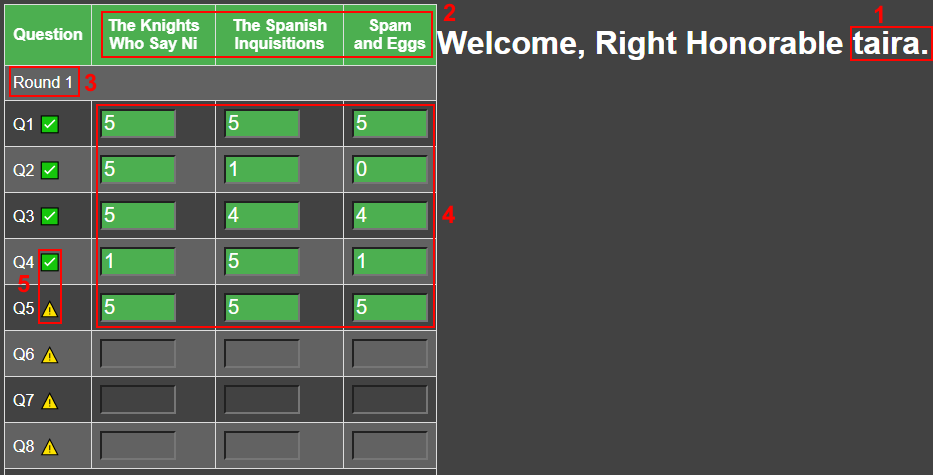 Question
The Knights
Who Say Ni
The Spanish
Inquisitions
Spam
and Eggs
2
Welcome, Right Honorable taira.
1
Round 1
3
Q1 5 5 5
Q2 5 1 0
Q3 5 4 4
4
Q4 1 5 1
5
Q5 5 5 5
Q6
Q7
Q8